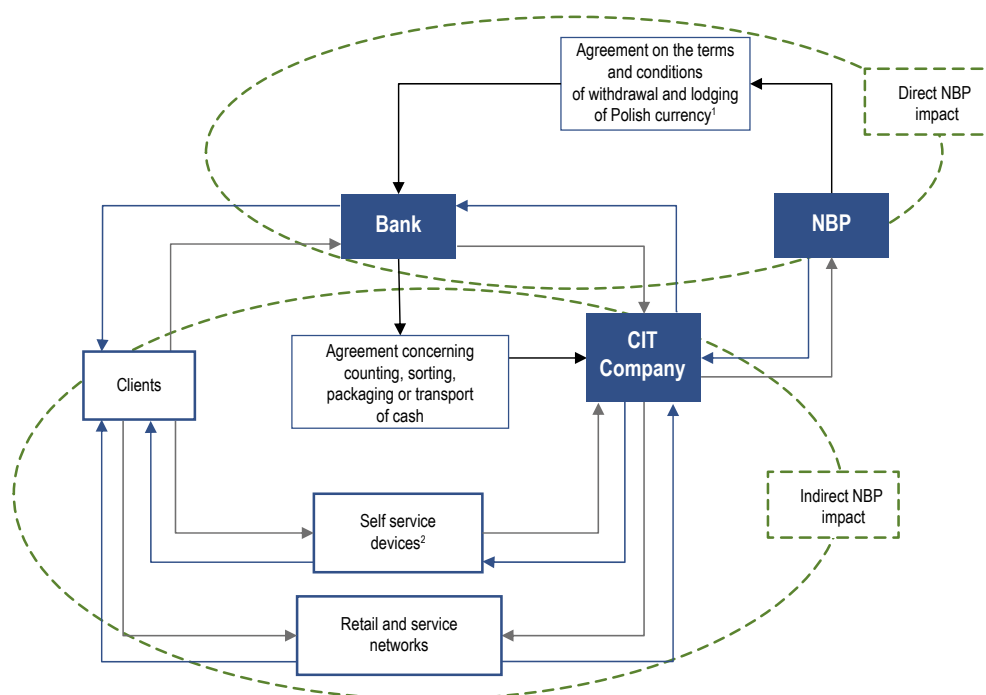 Agreement on the terms
and conditions
of withdrawal and lodging
of Polish currency¹
Direct NBP
impact
Bank
NBP
CIT
Company
Agreement concerning
counting, sorting,
packaging or transport
of cash
Clients
Indirect NBP
impact
Self service
devices²
Retail and service
networks